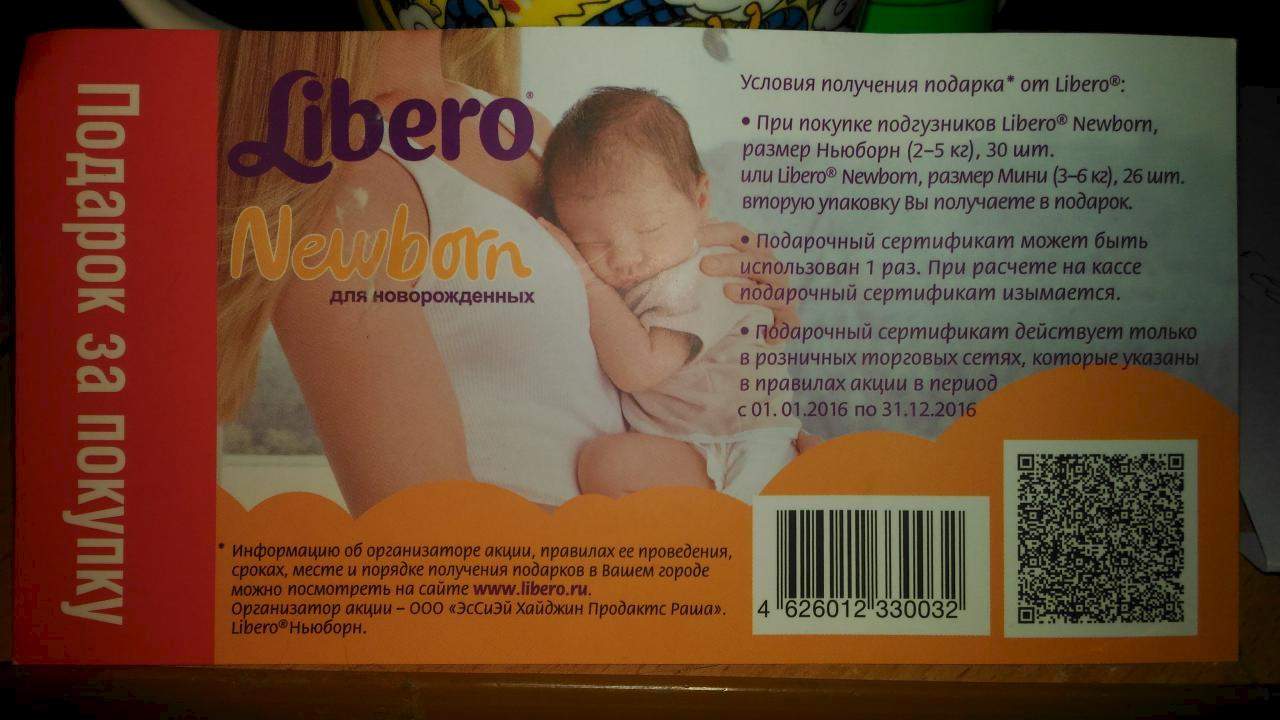 Подарок за покупку
Libero®
Newborn
для новорожденных
Условия получения подарка* от Libero®:
• При покупке подгузников Libero® Newborn,
размер Ньюборн (2–5 кг), 30 шт.
или Libero® Newborn, размер Мини (3–6 кг), 26 шт.
вторую упаковку Вы получаете в подарок.
• Подарочный сертификат может быть
использован 1 раз. При расчете на кассе
подарочный сертификат изымается.
• Подарочный сертификат действует только
в розничных торговых сетях, которые указаны
в правилах акции в период
с 01. 01.2016 по 31.12.2016
* Информацию об организаторе акции, правилах ее проведения,
сроках, месте и порядке получения подарков в Вашем городе
можно посмотреть на сайте www.libero.ru.
Организатор акции – ООО «ЭсСиЭй Хайджин Продактс Раша».
Libero®Ньюборн.
4 626012 330032